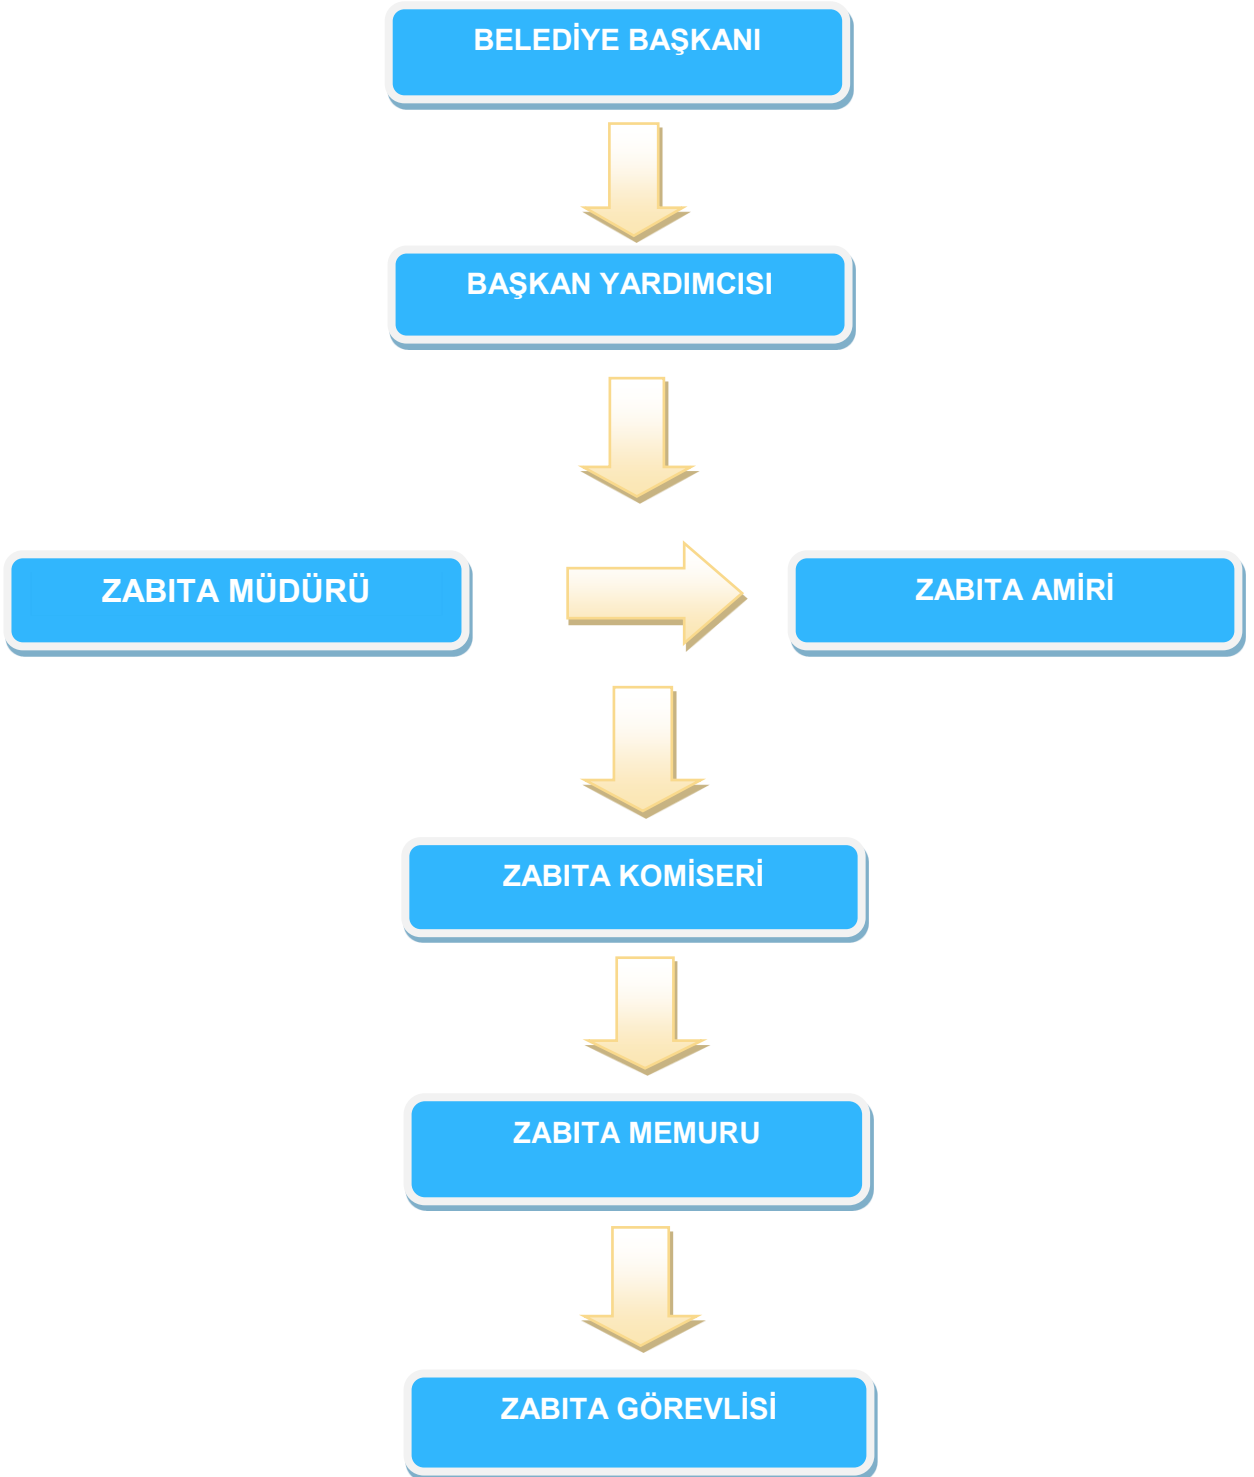 BELEDİYE BAŞKANI
BAŞKAN YARDIMCISI
ZABITA MÜDÜRÜ
ZABITA AMİRİ
ZABITA KOMİSERİ
ZABITA MEMURU
ZABITA GÖREVLİSİ